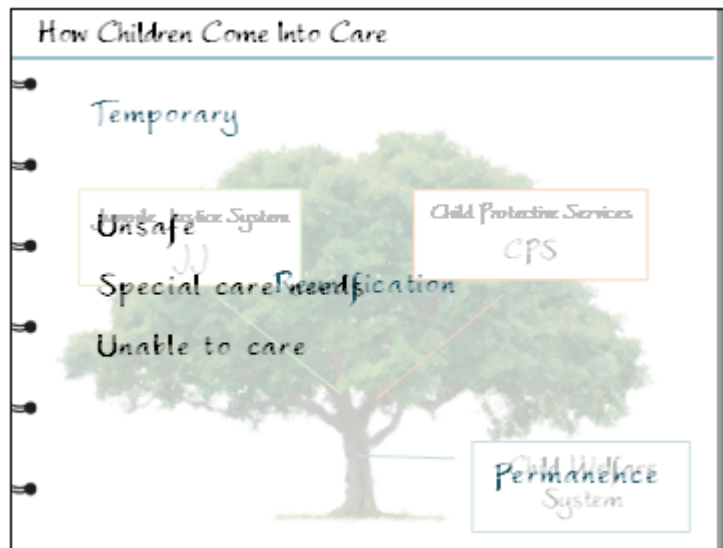 How Children Come Into Care
Temporary
Juvenile Justice System
JJ
Child Protective Services
CPS
Unsafe
Special care needs
Reunification
Unable to care
Child Welfare
System
Permanence